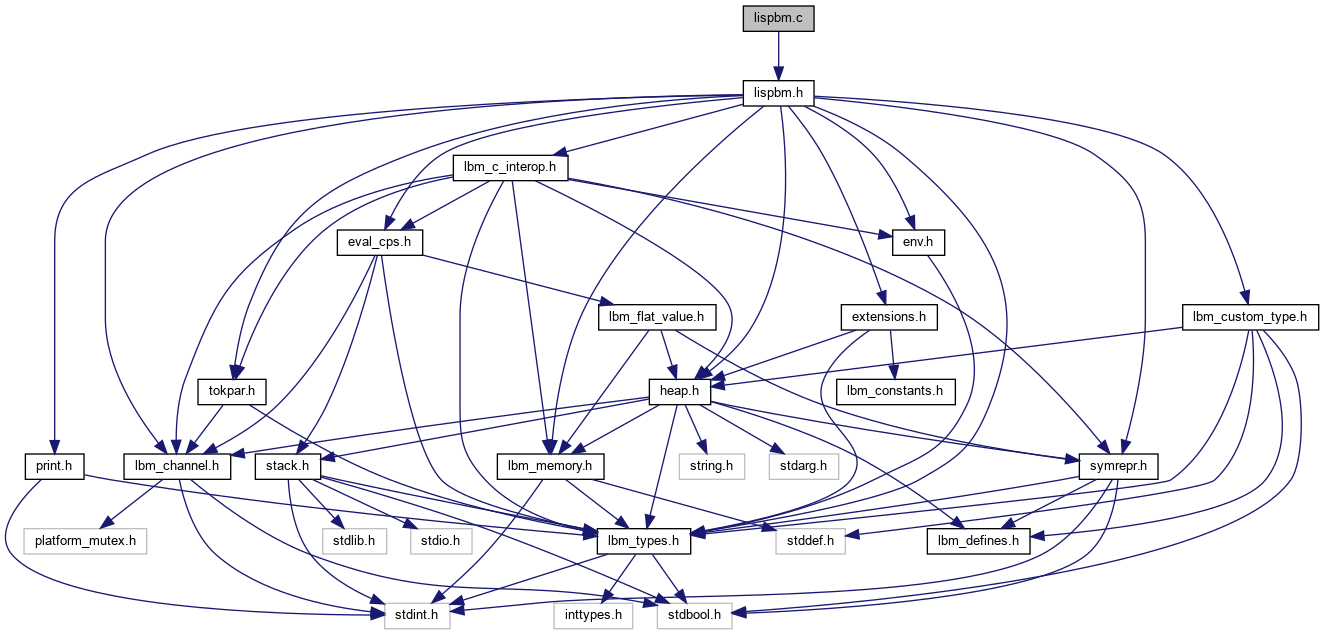 lispbm.c
lispbm.h
lbm_c_interop.h
eval_cps.h
env.h
lbm_flat_value.h
extensions.h
lbm_custom_type.h
tokpar.h
heap.h
lbm_constants.h
print.h
lbm_channel.h
stack.h
lbm_memory.h
string.h
stdarg.h
symrepr.h
platform_mutex.h
stdlib.h
stdio.h
lbm_types.h
stddef.h
lbm_defines.h
stdint.h
inttypes.h
stdbool.h